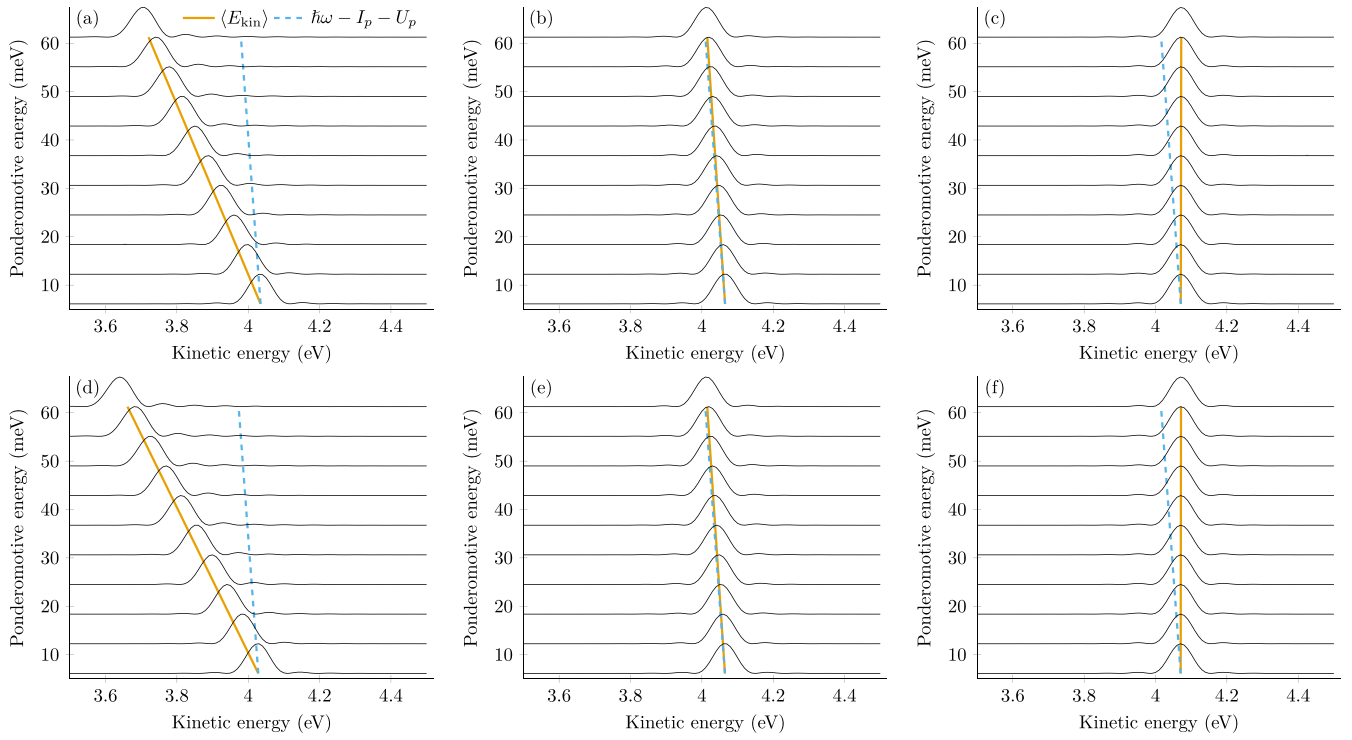 (a)
⟨E_kin⟩ ħω − I_p − U_p
Ponderomotive energy (meV)
60
50
40
30
20
10
3.6 3.8 4 4.2 4.4
Kinetic energy (eV)
(b)
Ponderomotive energy (meV)
60
50
40
30
20
10
3.6 3.8 4 4.2 4.4
Kinetic energy (eV)
(c)
Ponderomotive energy (meV)
60
50
40
30
20
10
3.6 3.8 4 4.2 4.4
Kinetic energy (eV)
(d)
Ponderomotive energy (meV)
60
50
40
30
20
10
3.6 3.8 4 4.2 4.4
Kinetic energy (eV)
(e)
Ponderomotive energy (meV)
60
50
40
30
20
10
3.6 3.8 4 4.2 4.4
Kinetic energy (eV)
(f)
Ponderomotive energy (meV)
60
50
40
30
20
10
3.6 3.8 4 4.2 4.4
Kinetic energy (eV)